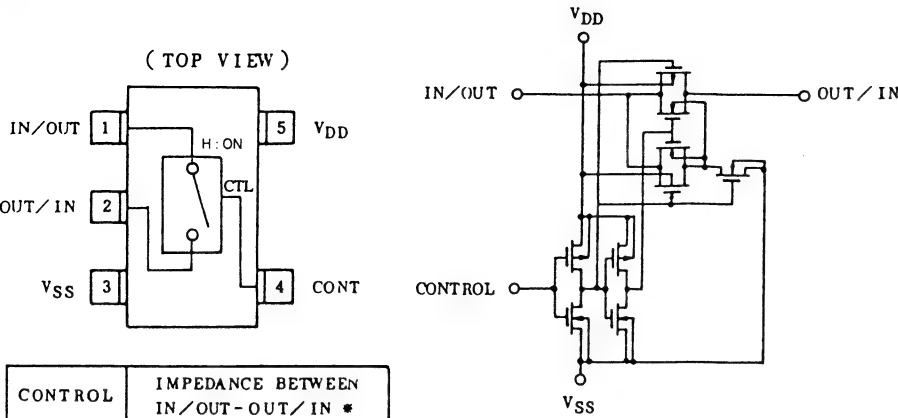 (TOP VIEW)
IN/OUT 1
5 VDD
H:ON
CTL
OUT/IN 2
VSS 3
4 CONT
CONTROL
IMPEDANCE BETWEEN
IN/OUT-OUT/IN *
VDD
IN/OUT
OUT/IN
CONTROL
VSS